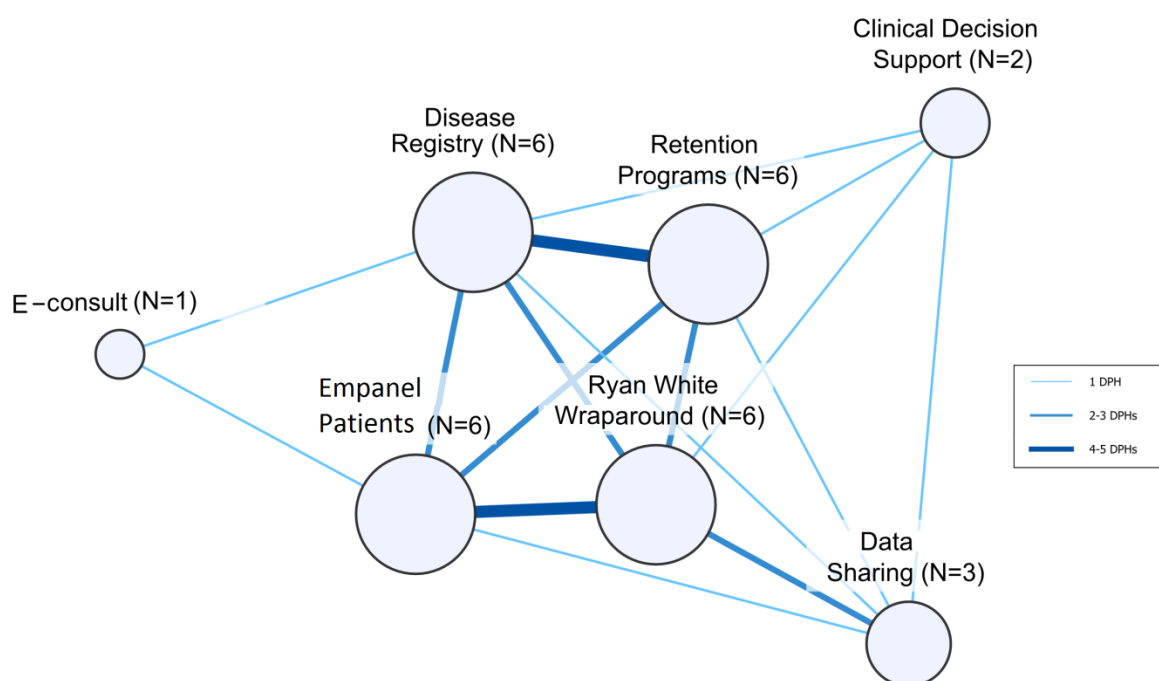 Clinical Decision
Support (N=2)
Disease
Registry (N=6)
Retention
Programs (N=6)
E-consult (N=1)
Empanel
Patients (N=6)
Ryan White
Wraparound (N=6)
1 DPH
2-3 DPHs
4-5 DPHs
Data
Sharing (N=3)